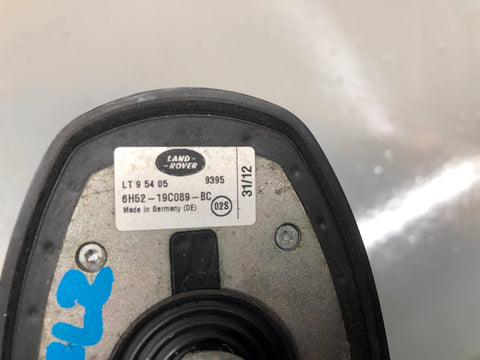 LAND-
-ROVER
LT 9 54 05 9395
6H52-19C089-BC
Made in Germany (DE) 02S
31/12